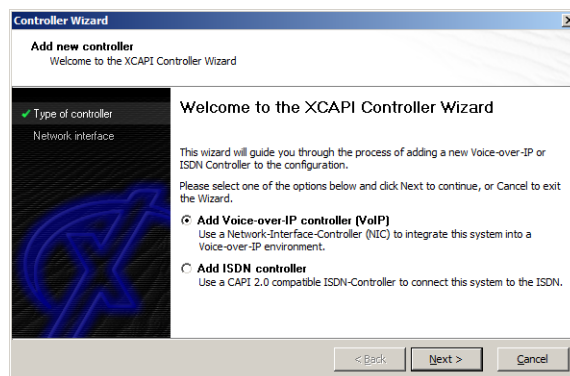 Controller Wizard
Add new controller
Welcome to the XCAPI Controller Wizard
Type of controller
Network interface
Welcome to the XCAPI Controller Wizard
This wizard will guide you through the process of adding a new Voice-over-IP or
ISDN Controller to the configuration.
Please select one of the options below and click Next to continue, or Cancel to exit
the Wizard.
Add Voice-over-IP controller (VoIP)
Use a Network-Interface-Controller (NIC) to integrate this system into a
Voice-over-IP environment.
Add ISDN controller
Use a CAPI 2.0 compatible ISDN-Controller to connect this system to the ISDN.
< Back Next > Cancel